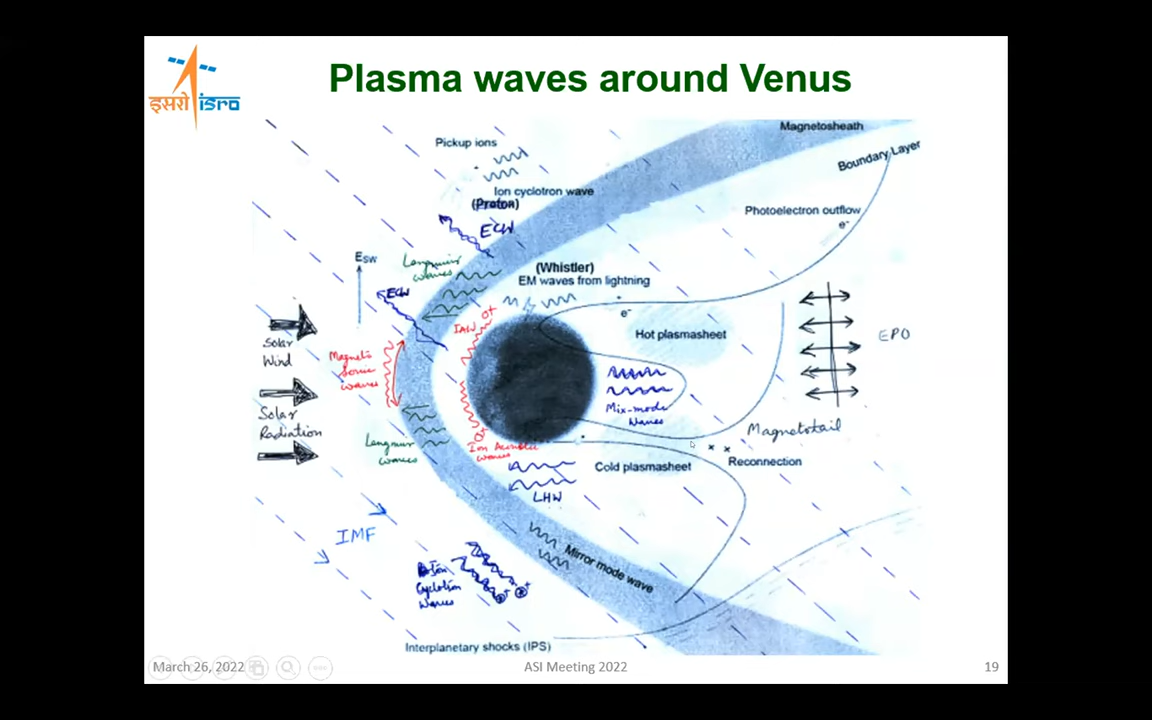 इसरो isro
Plasma waves around Venus
Magnetosheath
Pickup ions
Boundary Layer
Ion cyclotron wave
(Proton)
Photoelectron outflow
e-
ECW
Esw
Langmuir
waves
(Whistler)
EM waves from lightning
ECW
e-
O+
IAW
Hot plasmasheet
EPO
Solar
Wind
Magneto
Sonic
waves
Solar
Radiation
Mix-mode
Waves
Magnetotail
O+
Langmuir
waves
Ion Acoustic
waves
Reconnection
Cold plasmasheet
LHW
IMF
Mirror mode wave
Cyclotron
Waves
Interplanetary shocks (IPS)
March 26, 2022
ASI Meeting 2022
19